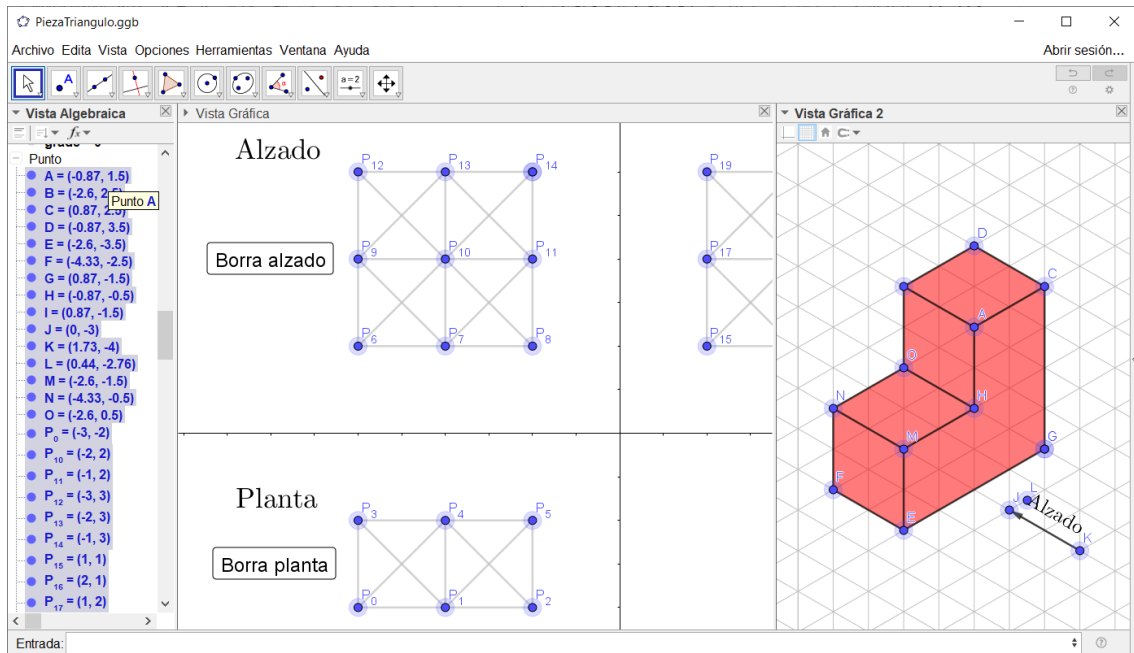 PiezaTriangulo.ggb
Archivo Edita Vista Opciones Herramientas Ventana Ayuda
Abrir sesión...
A
a=2
Vista Algebraica
Vista Gráfica
Vista Gráfica 2
Punto
A = (-0.87, 1.5)
B = (-2.6, 2.5)
Punto A
C = (0.87, 2.5)
D = (-0.87, 3.5)
E = (-2.6, -3.5)
F = (-4.33, -2.5)
G = (0.87, -1.5)
H = (-0.87, -0.5)
I = (0.87, -1.5)
J = (0, -3)
K = (1.73, -4)
L = (0.44, -2.76)
M = (-2.6, -1.5)
N = (-4.33, -0.5)
O = (-2.6, 0.5)
P0 = (-3, -2)
P10 = (-2, 2)
P11 = (-1, 2)
P12 = (-3, 3)
P13 = (-2, 3)
P14 = (-1, 3)
P15 = (1, 1)
P16 = (2, 1)
P17 = (1, 2)
Alzado
P12 P13 P14 P19
Borra alzado
P9 P10 P11 P17
P6 P7 P8 P15
Planta
P3 P4 P5
Borra planta
P0 P1 P2
D
C
A
O
N
H
M
G
F
E
L
J
Alzado
K
Entrada: